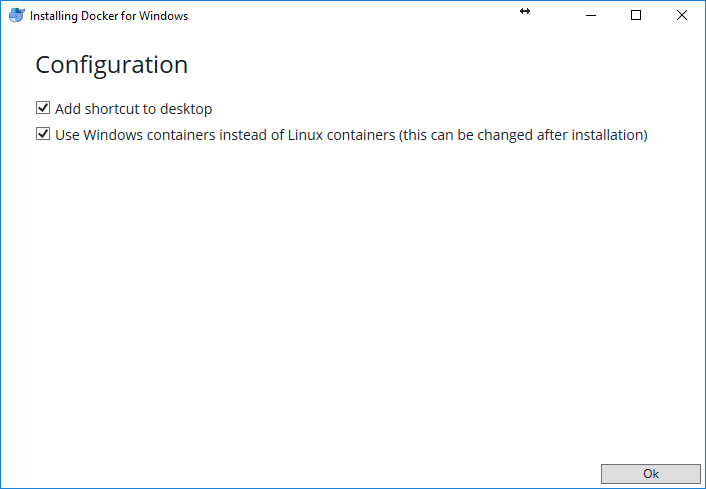 Installing Docker for Windows
Configuration
Add shortcut to desktop
Use Windows containers instead of Linux containers (this can be changed after installation)
Ok